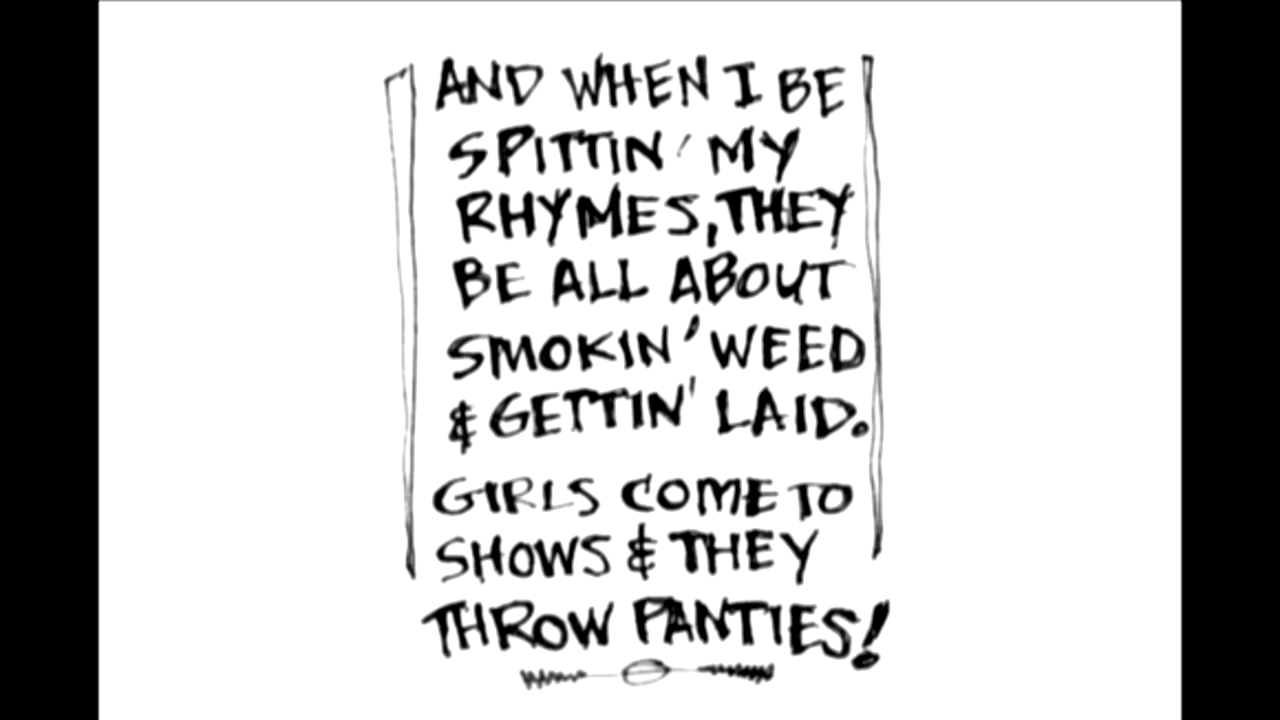 AND WHEN I BE
SPITTIN' MY
RHYMES, THEY
BE ALL ABOUT
SMOKIN' WEED
& GETTIN' LAID.
GIRLS COME TO
SHOWS & THEY
THROW PANTIES!